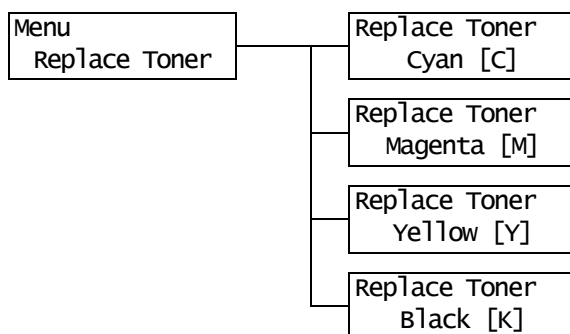 Menu
Replace Toner
Replace Toner
Cyan [C]
Replace Toner
Magenta [M]
Replace Toner
Yellow [Y]
Replace Toner
Black [K]